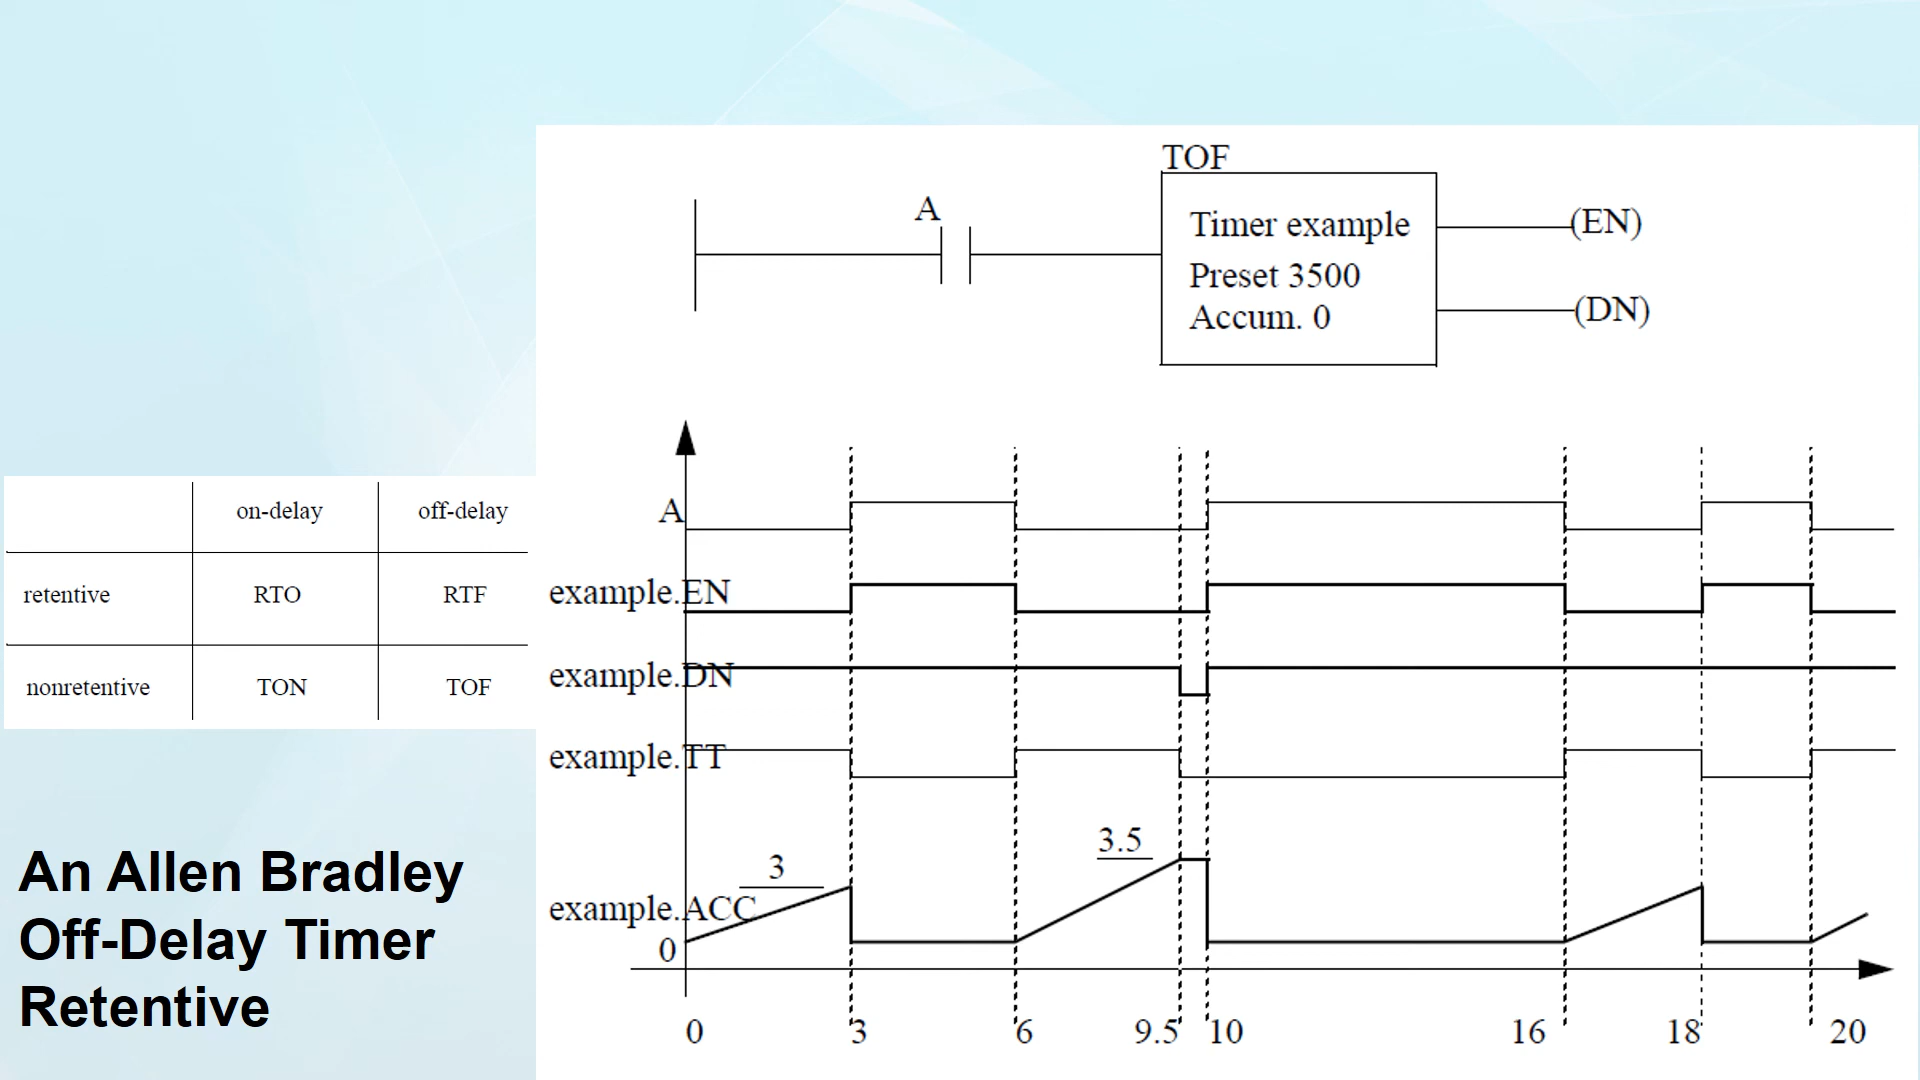 TOF
A
Timer example
(EN)
Preset 3500
Accum. 0
(DN)
on-delay off-delay
retentive RTO RTF
nonretentive TON TOF
A
example.EN
example.DN
example.TT
3
3.5
example.ACC
0
0 3 6 9.5 10 16 18 20
An Allen Bradley
Off-Delay Timer
Retentive